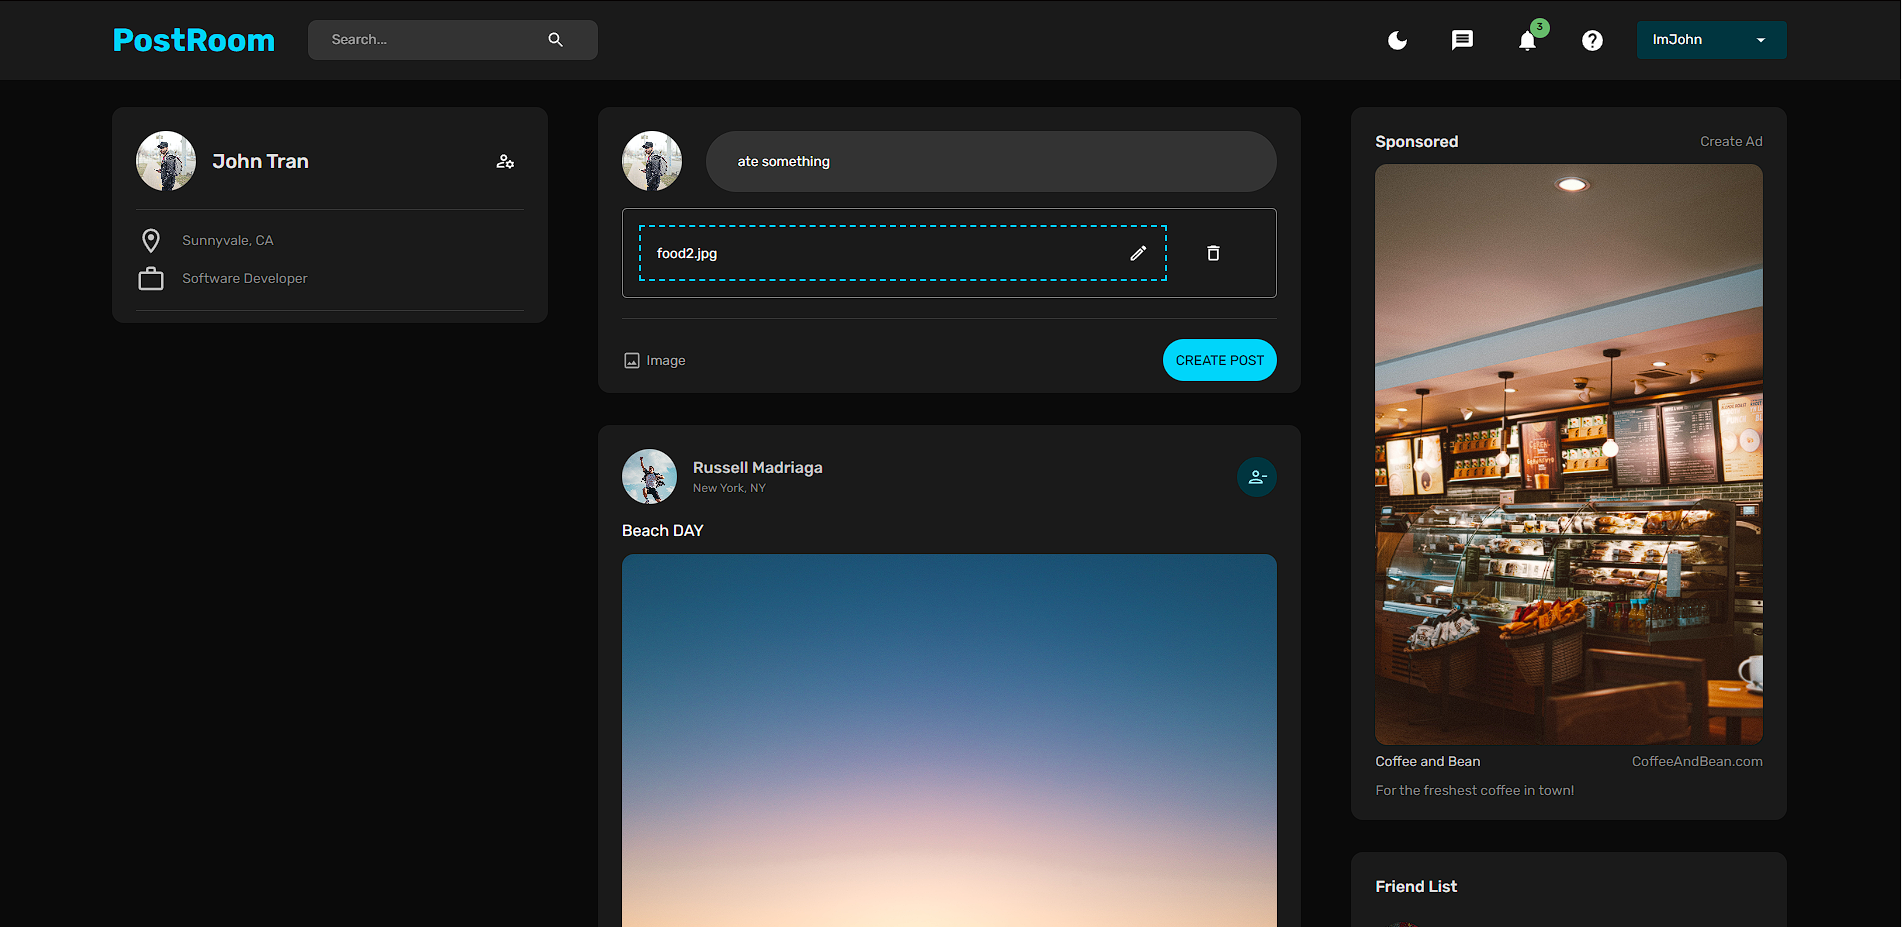 PostRoom
Search...
3
ImJohn
John Tran
Sunnyvale, CA
Software Developer
ate something
food2.jpg
Image
CREATE POST
Russell Madriaga
New York, NY
Beach DAY
Sponsored
Create Ad
Coffee and Bean
CoffeeAndBean.com
For the freshest coffee in town!
Friend List